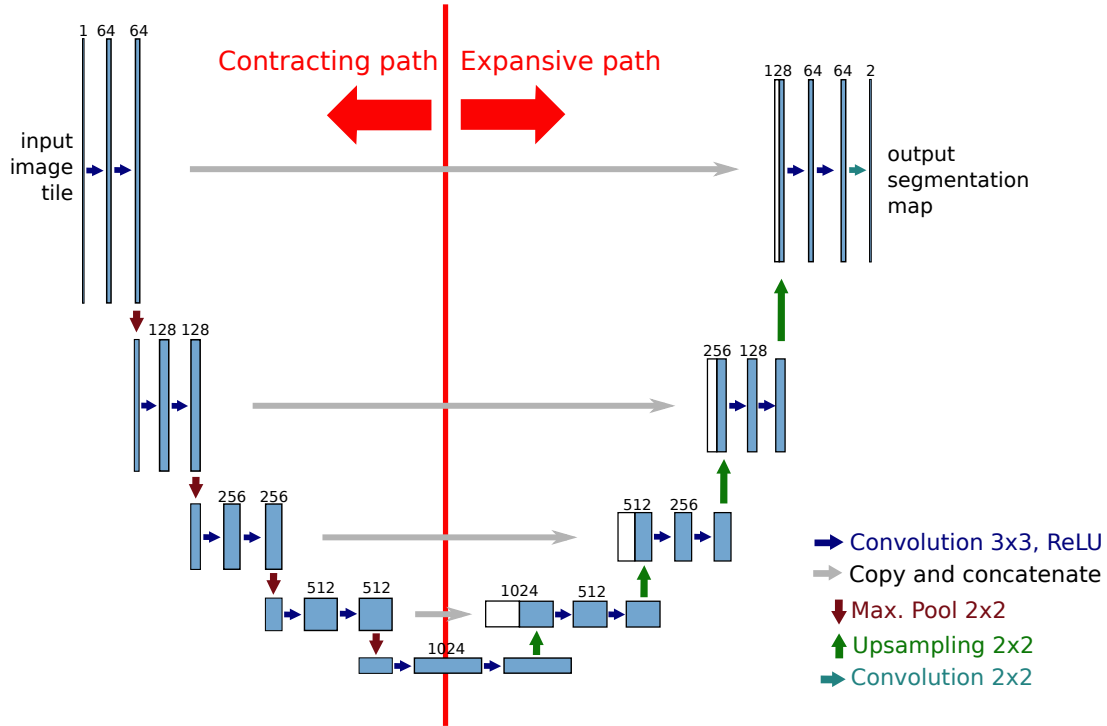 1 64 64
Contracting path Expansive path
128 64 64 2
input
image
tile
output
segmentation
map
128 128
256 128
256 256
512 256
512 512
1024 512
1024
Convolution 3x3, ReLU
Copy and concatenate
Max. Pool 2x2
Upsampling 2x2
Convolution 2x2